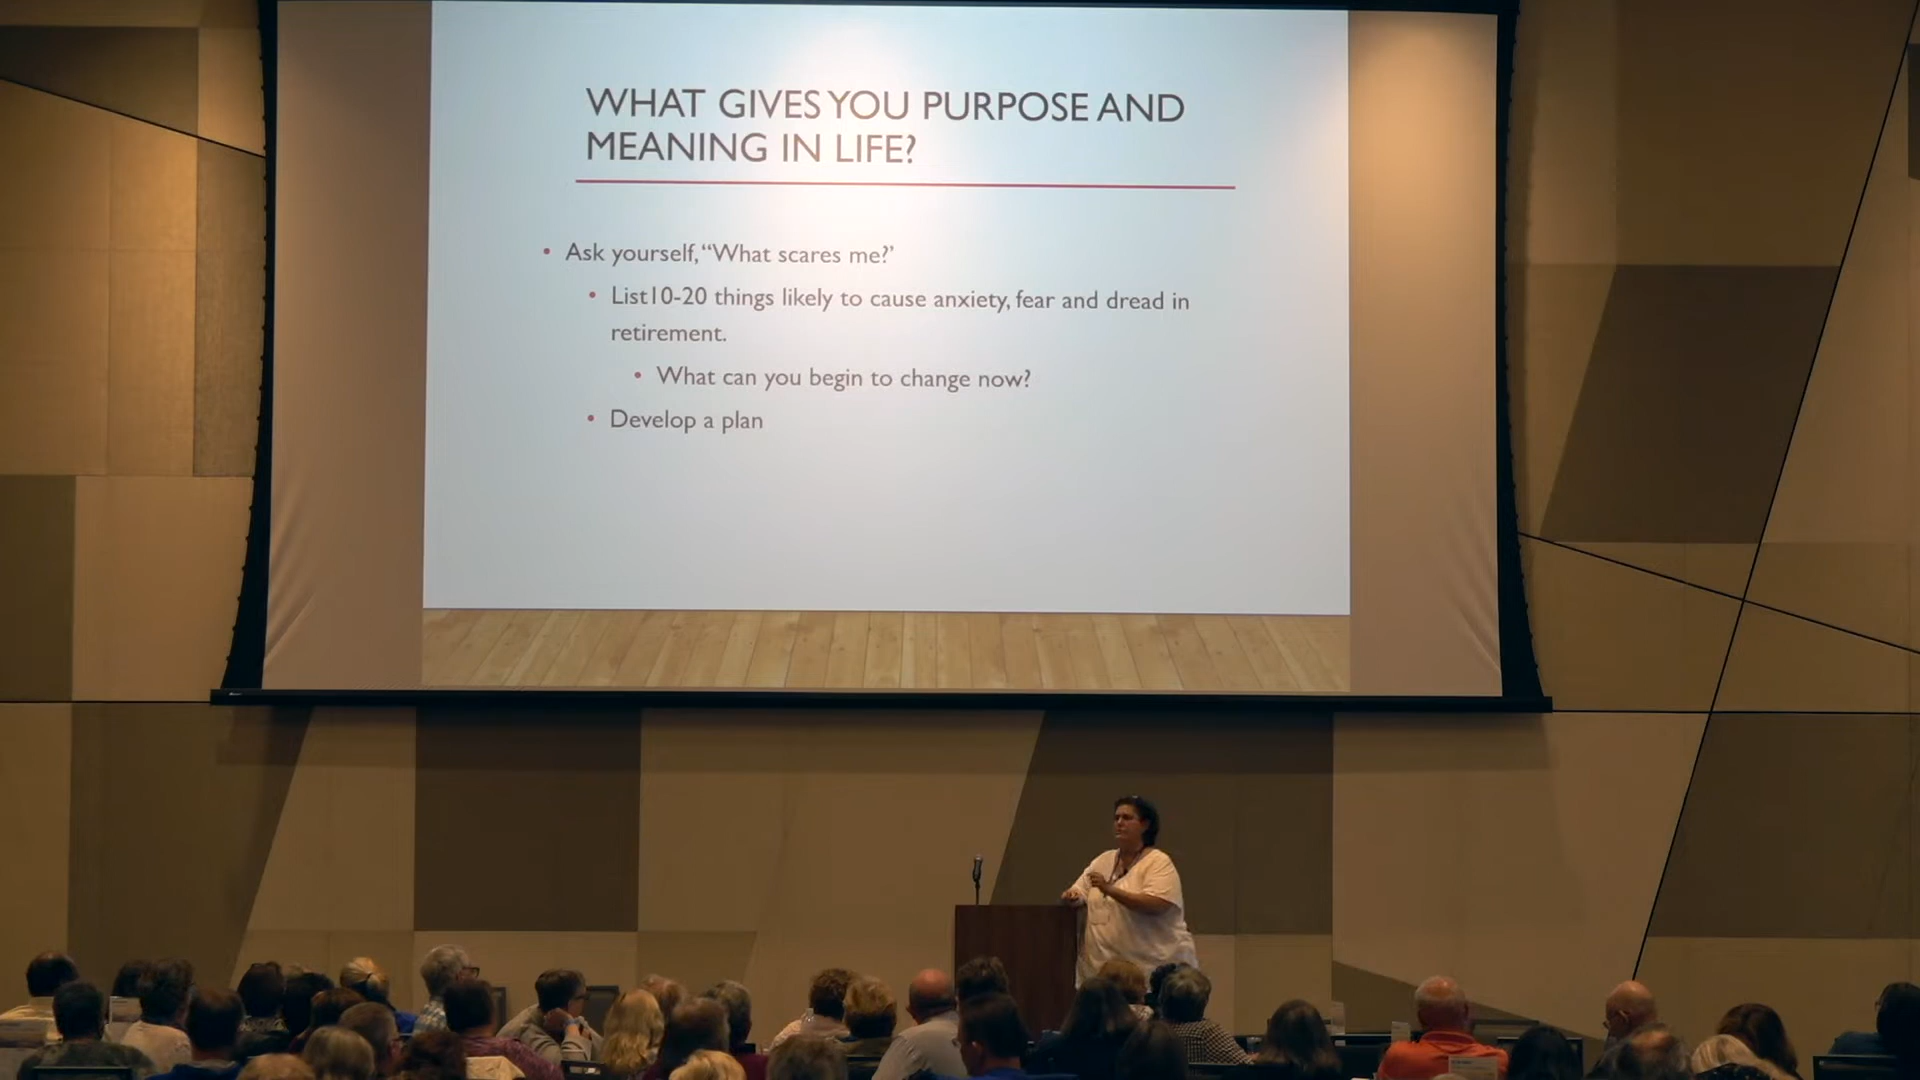 WHAT GIVES YOU PURPOSE AND
MEANING IN LIFE?
• Ask yourself, “What scares me?’
• List10-20 things likely to cause anxiety, fear and dread in
retirement.
• What can you begin to change now?
• Develop a plan